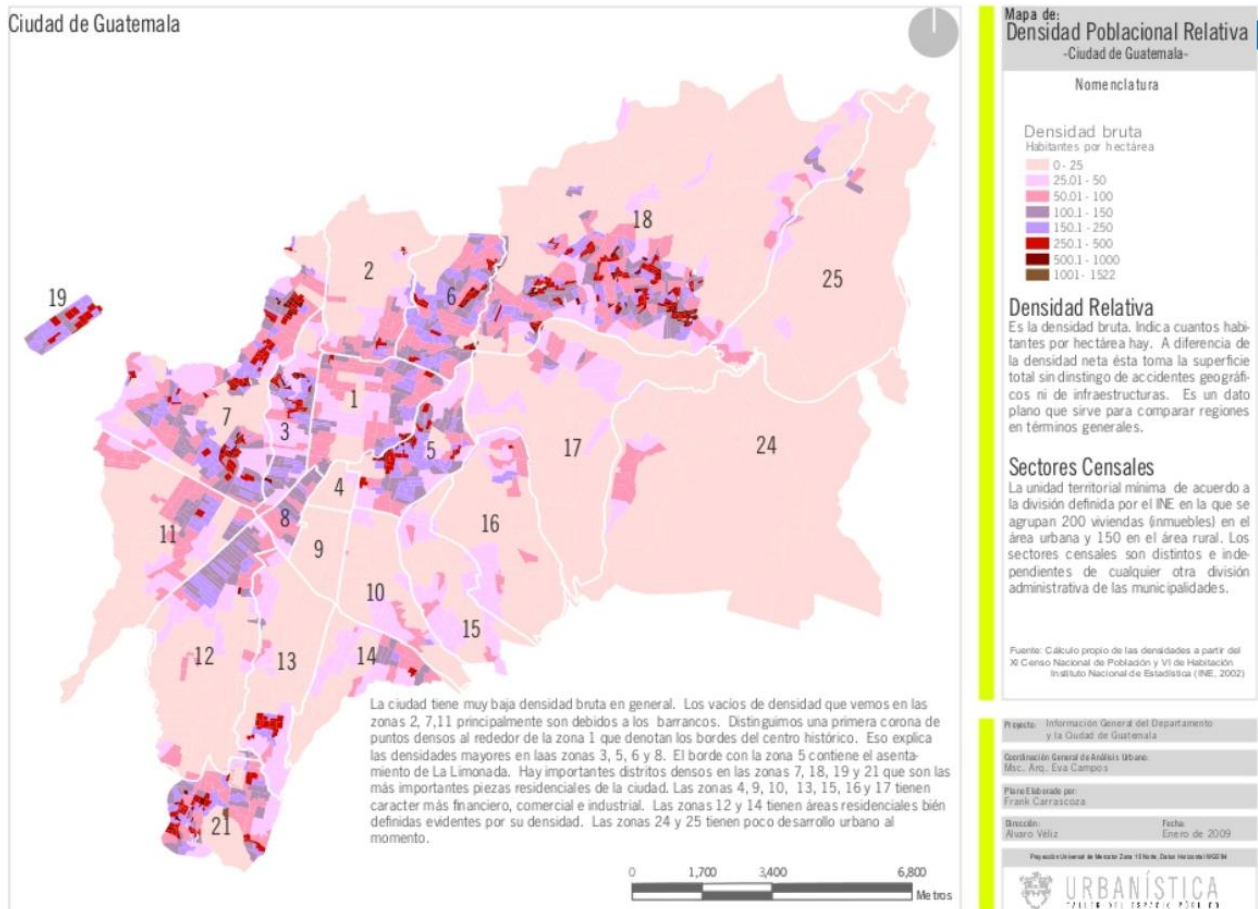 Ciudad de Guatemala
19
2
6
18
25
7
3
1
5
17
24
4
8
11
16
9
10
15
12
13
14
21
La ciudad tiene muy baja densidad bruta en general. Los vacíos de densidad que vemos en las
zonas 2, 7,11 principalmente son debidos a los barrancos. Distinguimos una primera corona de
puntos densos al rededor de la zona 1 que denotan los bordes del centro histórico. Eso explica
las densidades mayores en laas zonas 3, 5, 6 y 8. El borde con la zona 5 contiene el asenta-
miento de La Limonada. Hay importantes distritos densos en las zonas 7, 18, 19 y 21 que son las
más importantes piezas residenciales de la ciudad. Las zonas 4, 9, 10, 13, 15, 16 y 17 tienen
caracter más financiero, comercial e industrial. Las zonas 12 y 14 tienen áreas residenciales bién
definidas evidentes por su densidad. Las zonas 24 y 25 tienen poco desarrollo urbano al
momento.
0 1,700 3,400 6,800
Metros
Mapa de:
Densidad Poblacional Relativa
-Ciudad de Guatemala-
Nomenclatura
Densidad bruta
Habitantes por hectárea
0 - 25
25.01 - 50
50.01 - 100
100.1 - 150
150.1 - 250
250.1 - 500
500.1 - 1000
1001 - 1522
Densidad Relativa
Es la densidad bruta. Indica cuantos habi-
tantes por hectárea hay. A diferencia de
la densidad neta ésta toma la superficie
total sin dinstingo de accidentes geográfi-
cos ni de infraestructuras. Es un dato
plano que sirve para comparar regiones
en términos generales.
Sectores Censales
La unidad territorial mínima de acuerdo a
la división definida por el INE en la que se
agrupan 200 viviendas (inmuebles) en el
área urbana y 150 en el área rural. Los
sectores censales son distintos e inde-
pendientes de cualquier otra división
administrativa de las municipalidades.
Fuente: Cálculo propio de las densidades a partir del
XI Censo Nacional de Población y VI de Habitación
Instituto Nacional de Estadística (INE, 2002)
Proyecto: Información General del Departamento
y la Ciudad de Guatemala
Coordinación General de Análisis Urbano:
Msc. Arq. Eva Campos
Plano Elaborado por:
Frank Carrascoza
Dirección: Fecha:
Alvaro Véliz Enero de 2009
Proyección Universal de Mercator Zona 15 Norte, Datum Horizontal WGS84
URBANÍSTICA
TALLER DEL ESPACIO PÚBLICO